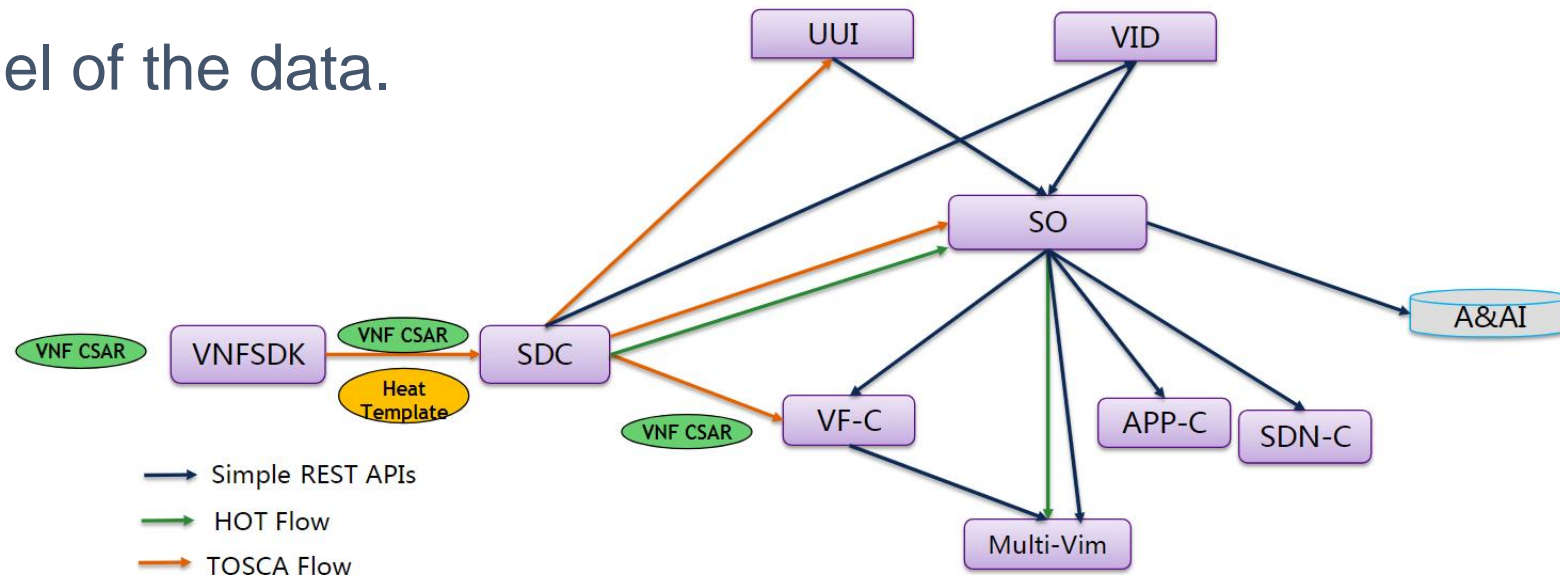 el of the data.
UUI
VID
SO
A&AI
VNF CSAR
VNFSDK
VNF CSAR
Heat
Template
SDC
VNF CSAR
VF-C
APP-C
SDN-C
Multi-Vim
Simple REST APIs
HOT Flow
TOSCA Flow